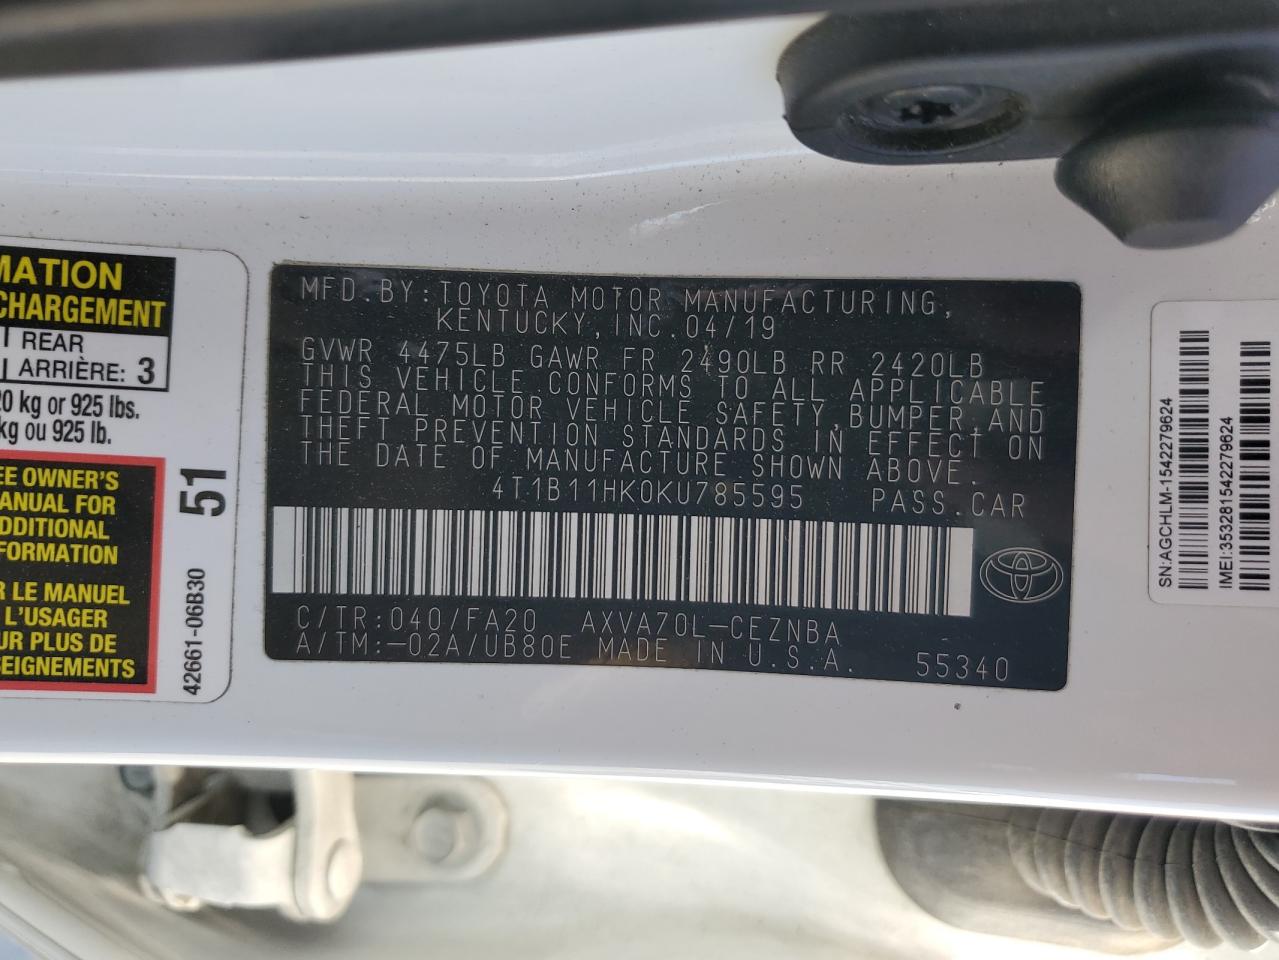 MATION
CHARGEMENT
REAR
ARRIÈRE: 3
20 kg or 925 lbs.
kg ou 925 lb.
EE OWNER'S
ANUAL FOR
DDITIONAL
FORMATION
R LE MANUEL
L'USAGER
UR PLUS DE
SEIGNEMENTS
51
42661-06B30
MFD.BY:TOYOTA MOTOR MANUFACTURING,
KENTUCKY,INC.04/19
GVWR 4475LB GAWR FR 2490LB RR 2420LB
THIS VEHICLE CONFORMS TO ALL APPLICABLE
FEDERAL MOTOR VEHICLE SAFETY,BUMPER,AND
THEFT PREVENTION STANDARDS IN EFFECT ON
THE DATE OF MANUFACTURE SHOWN ABOVE.
4T1B11HK0KU785595 PASS.CAR
C/TR:040/FA20 AXVA70L-CEZNBA
A/TM:-02A/UB80E MADE IN U.S.A. 55340
SN:AGCHLM-1542279624
IMEI:353281542279624